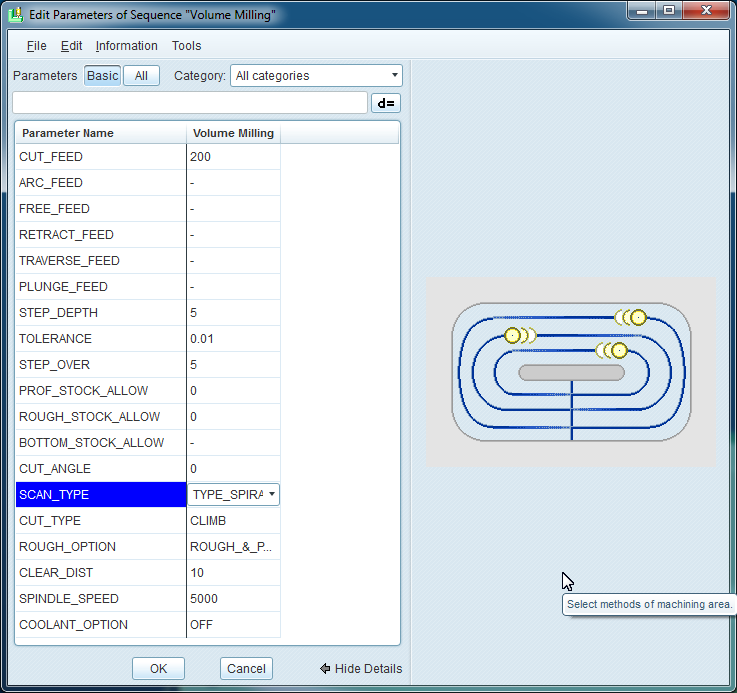 Edit Parameters of Sequence "Volume Milling"
File Edit Information Tools
Parameters Basic All Category: All categories
d=
Parameter Name Volume Milling
CUT_FEED 200
ARC_FEED -
FREE_FEED -
RETRACT_FEED -
TRAVERSE_FEED -
PLUNGE_FEED -
STEP_DEPTH 5
TOLERANCE 0.01
STEP_OVER 5
PROF_STOCK_ALLOW 0
ROUGH_STOCK_ALLOW 0
BOTTOM_STOCK_ALLOW -
CUT_ANGLE 0
SCAN_TYPE TYPE_SPIRA
CUT_TYPE CLIMB
ROUGH_OPTION ROUGH_&_P...
CLEAR_DIST 10
SPINDLE_SPEED 5000
COOLANT_OPTION OFF
Select methods of machining area.
OK Cancel Hide Details